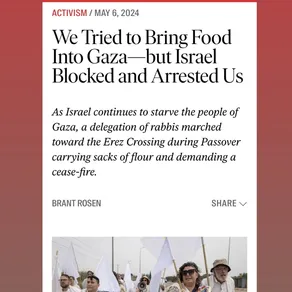 ACTIVISM / MAY 6, 2024
We Tried to Bring Food
Into Gaza—but Israel
Blocked and Arrested Us
As Israel continues to starve the people of
Gaza, a delegation of rabbis marched
toward the Erez Crossing during Passover
carrying sacks of flour and demanding a
cease-fire.
BRANT ROSEN SHARE